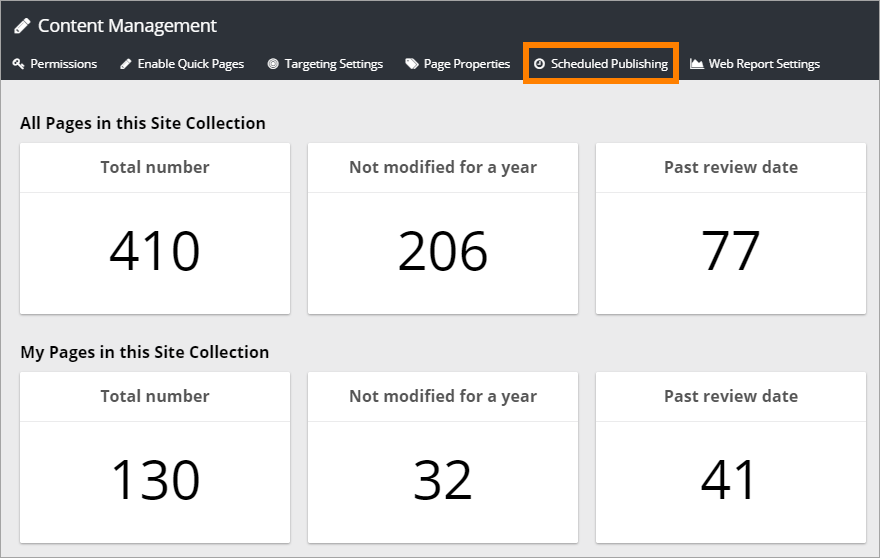 Content Management
Permissions Enable Quick Pages Targeting Settings Page Properties Scheduled Publishing Web Report Settings
All Pages in this Site Collection
Total number Not modified for a year Past review date
410 206 77
My Pages in this Site Collection
Total number Not modified for a year Past review date
130 32 41